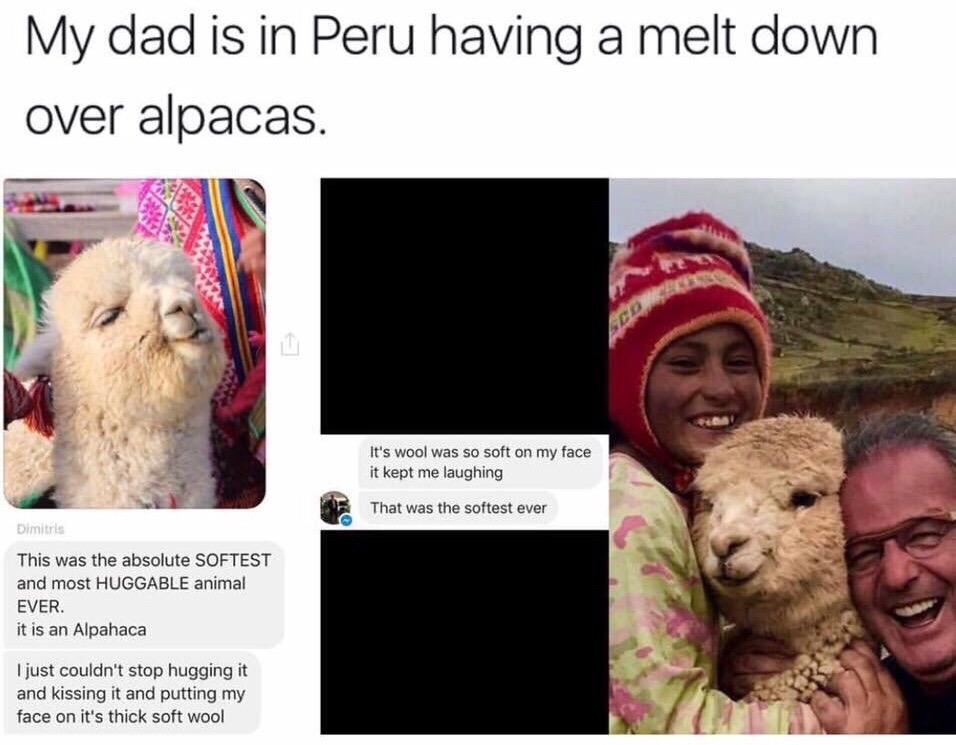 My dad is in Peru having a melt down
over alpacas.
Dimitris
This was the absolute SOFTEST
and most HUGGABLE animal
EVER.
it is an Alpahaca
I just couldn't stop hugging it
and kissing it and putting my
face on it's thick soft wool
It's wool was so soft on my face
it kept me laughing
That was the softest ever